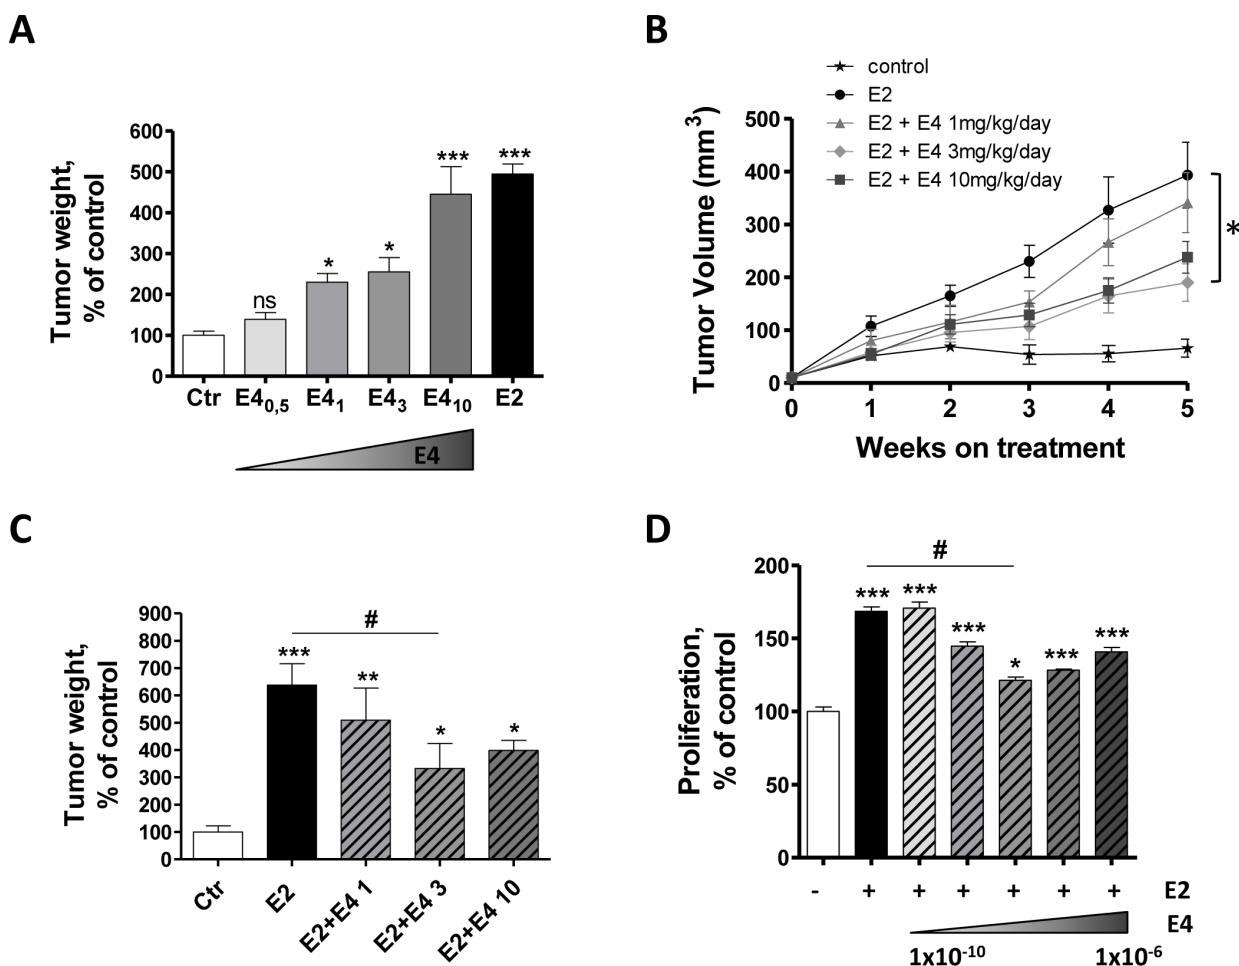 A
Tumor weight,
% of control
600
500
400
300
200
100
0
ns
*
*
***
***
Ctr E4₀,₅ E4₁ E4₃ E4₁₀ E2
E4
B
control
E2
E2 + E4 1mg/kg/day
E2 + E4 3mg/kg/day
E2 + E4 10mg/kg/day
Tumor Volume (mm³)
500
400
300
200
100
0
*
0 1 2 3 4 5
Weeks on treatment
C
Tumor weight,
% of control
900
800
700
600
500
400
300
200
100
0
#
***
**
*
*
Ctr
E2
E2+E4 1
E2+E4 3
E2+E4 10
D
Proliferation,
% of control
200
150
100
50
0
#
***
***
***
*
***
***
- + + + + + + E2
E4
1x10⁻¹⁰ 1x10⁻⁶